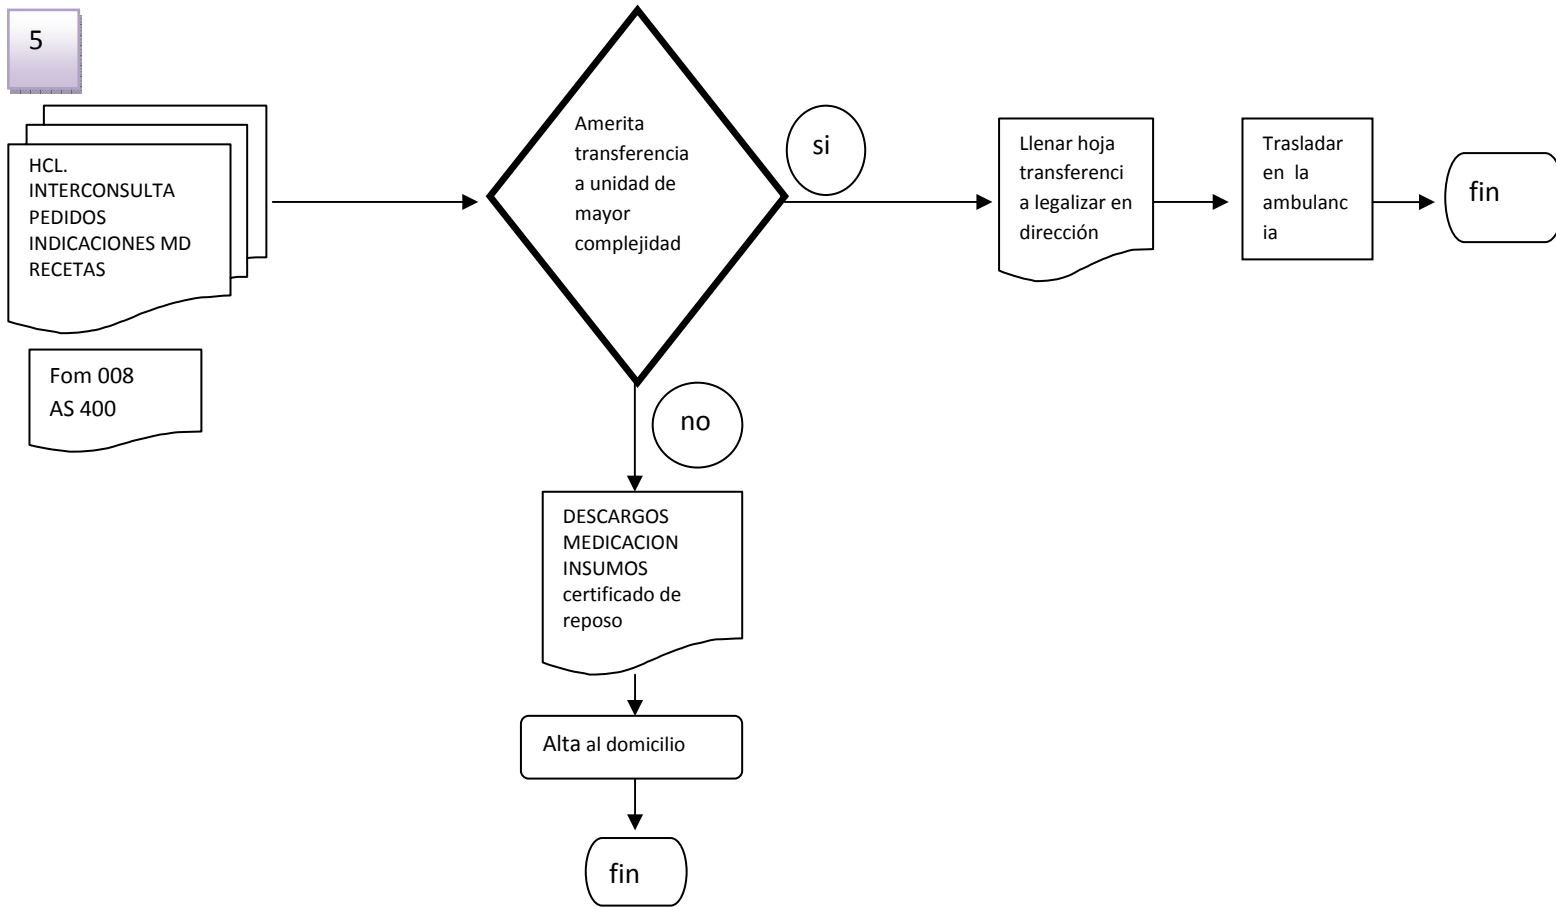 5
HCL.
INTERCONSULTA
PEDIDOS
INDICACIONES MD
RECETAS
Fom 008
AS 400
Amerita
transferencia
a unidad de
mayor
complejidad
si
Llenar hoja
transferenci
a legalizar en
dirección
Trasladar
en la
ambulanc
ia
fin
no
DESCARGOS
MEDICACION
INSUMOS
certificado de
reposo
Alta al domicilio
fin